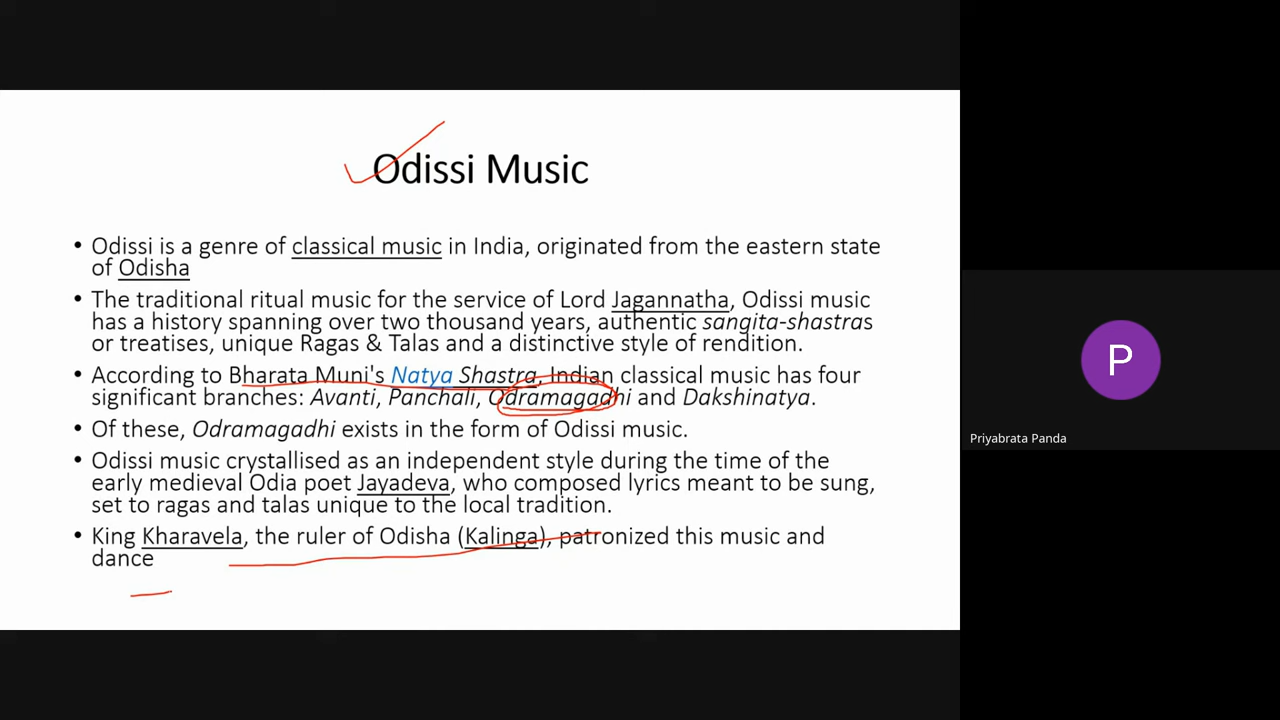 Odissi Music
• Odissi is a genre of classical music in India, originated from the eastern state
of Odisha
• The traditional ritual music for the service of Lord Jagannatha, Odissi music
has a history spanning over two thousand years, authentic sangita-shastras
or treatises, unique Ragas & Talas and a distinctive style of rendition.
• According to Bharata Muni's Natya Shastra, Indian classical music has four
significant branches: Avanti, Panchali, Odramagadhi and Dakshinatya.
• Of these, Odramagadhi exists in the form of Odissi music.
• Odissi music crystallised as an independent style during the time of the
early medieval Odia poet Jayadeva, who composed lyrics meant to be sung,
set to ragas and talas unique to the local tradition.
• King Kharavela, the ruler of Odisha (Kalinga), patronized this music and
dance
P
Priyabrata Panda